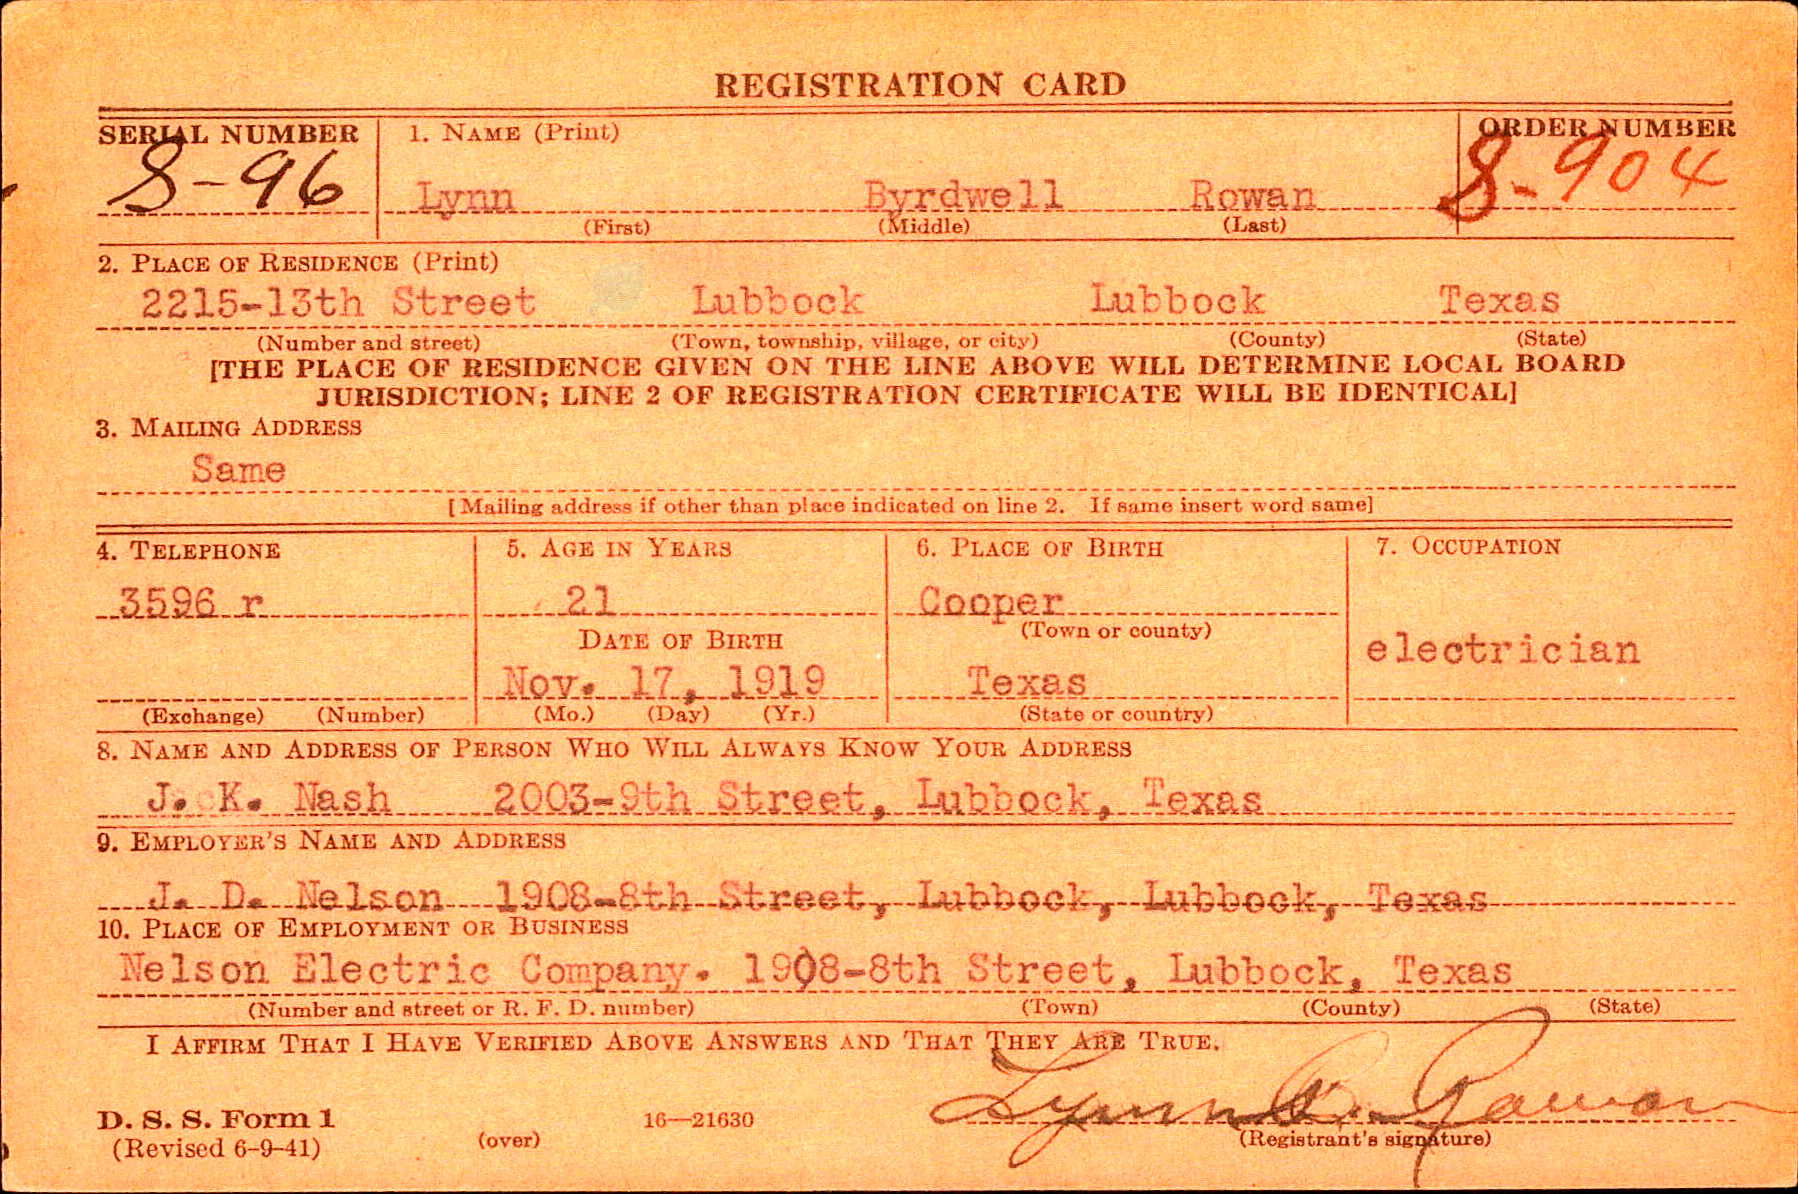 REGISTRATION CARD
SERIAL NUMBER 1. NAME (Print) ORDER NUMBER
S-96 Lynn Byrdwell Rowan S-904
(First) (Middle) (Last)
2. PLACE OF RESIDENCE (Print)
2215-13th Street Lubbock Lubbock Texas
(Number and street) (Town, township, village, or city) (County) (State)
[THE PLACE OF RESIDENCE GIVEN ON THE LINE ABOVE WILL DETERMINE LOCAL BOARD
JURISDICTION; LINE 2 OF REGISTRATION CERTIFICATE WILL BE IDENTICAL]
3. MAILING ADDRESS
Same
[Mailing address if other than place indicated on line 2. If same insert word same]
4. TELEPHONE 5. AGE IN YEARS 6. PLACE OF BIRTH 7. OCCUPATION
3596 r 21 Cooper
(Town or county)
DATE OF BIRTH electrician
Nov. 17, 1919 Texas
(Exchange) (Number) (Mo.) (Day) (Yr.) (State or country)
8. NAME AND ADDRESS OF PERSON WHO WILL ALWAYS KNOW YOUR ADDRESS
J. K. Nash 2003-9th Street, Lubbock, Texas
9. EMPLOYER'S NAME AND ADDRESS
J. D. Nelson 1908-8th Street, Lubbock, Lubbock, Texas
10. PLACE OF EMPLOYMENT OR BUSINESS
Nelson Electric Company. 1908-8th Street, Lubbock, Texas
(Number and street or R. F. D. number) (Town) (County) (State)
I AFFIRM THAT I HAVE VERIFIED ABOVE ANSWERS AND THAT THEY ARE TRUE.
Lynn B. Rowan
D. S. S. Form 1
(Revised 6-9-41) (over) 16—21630 (Registrant's signature)